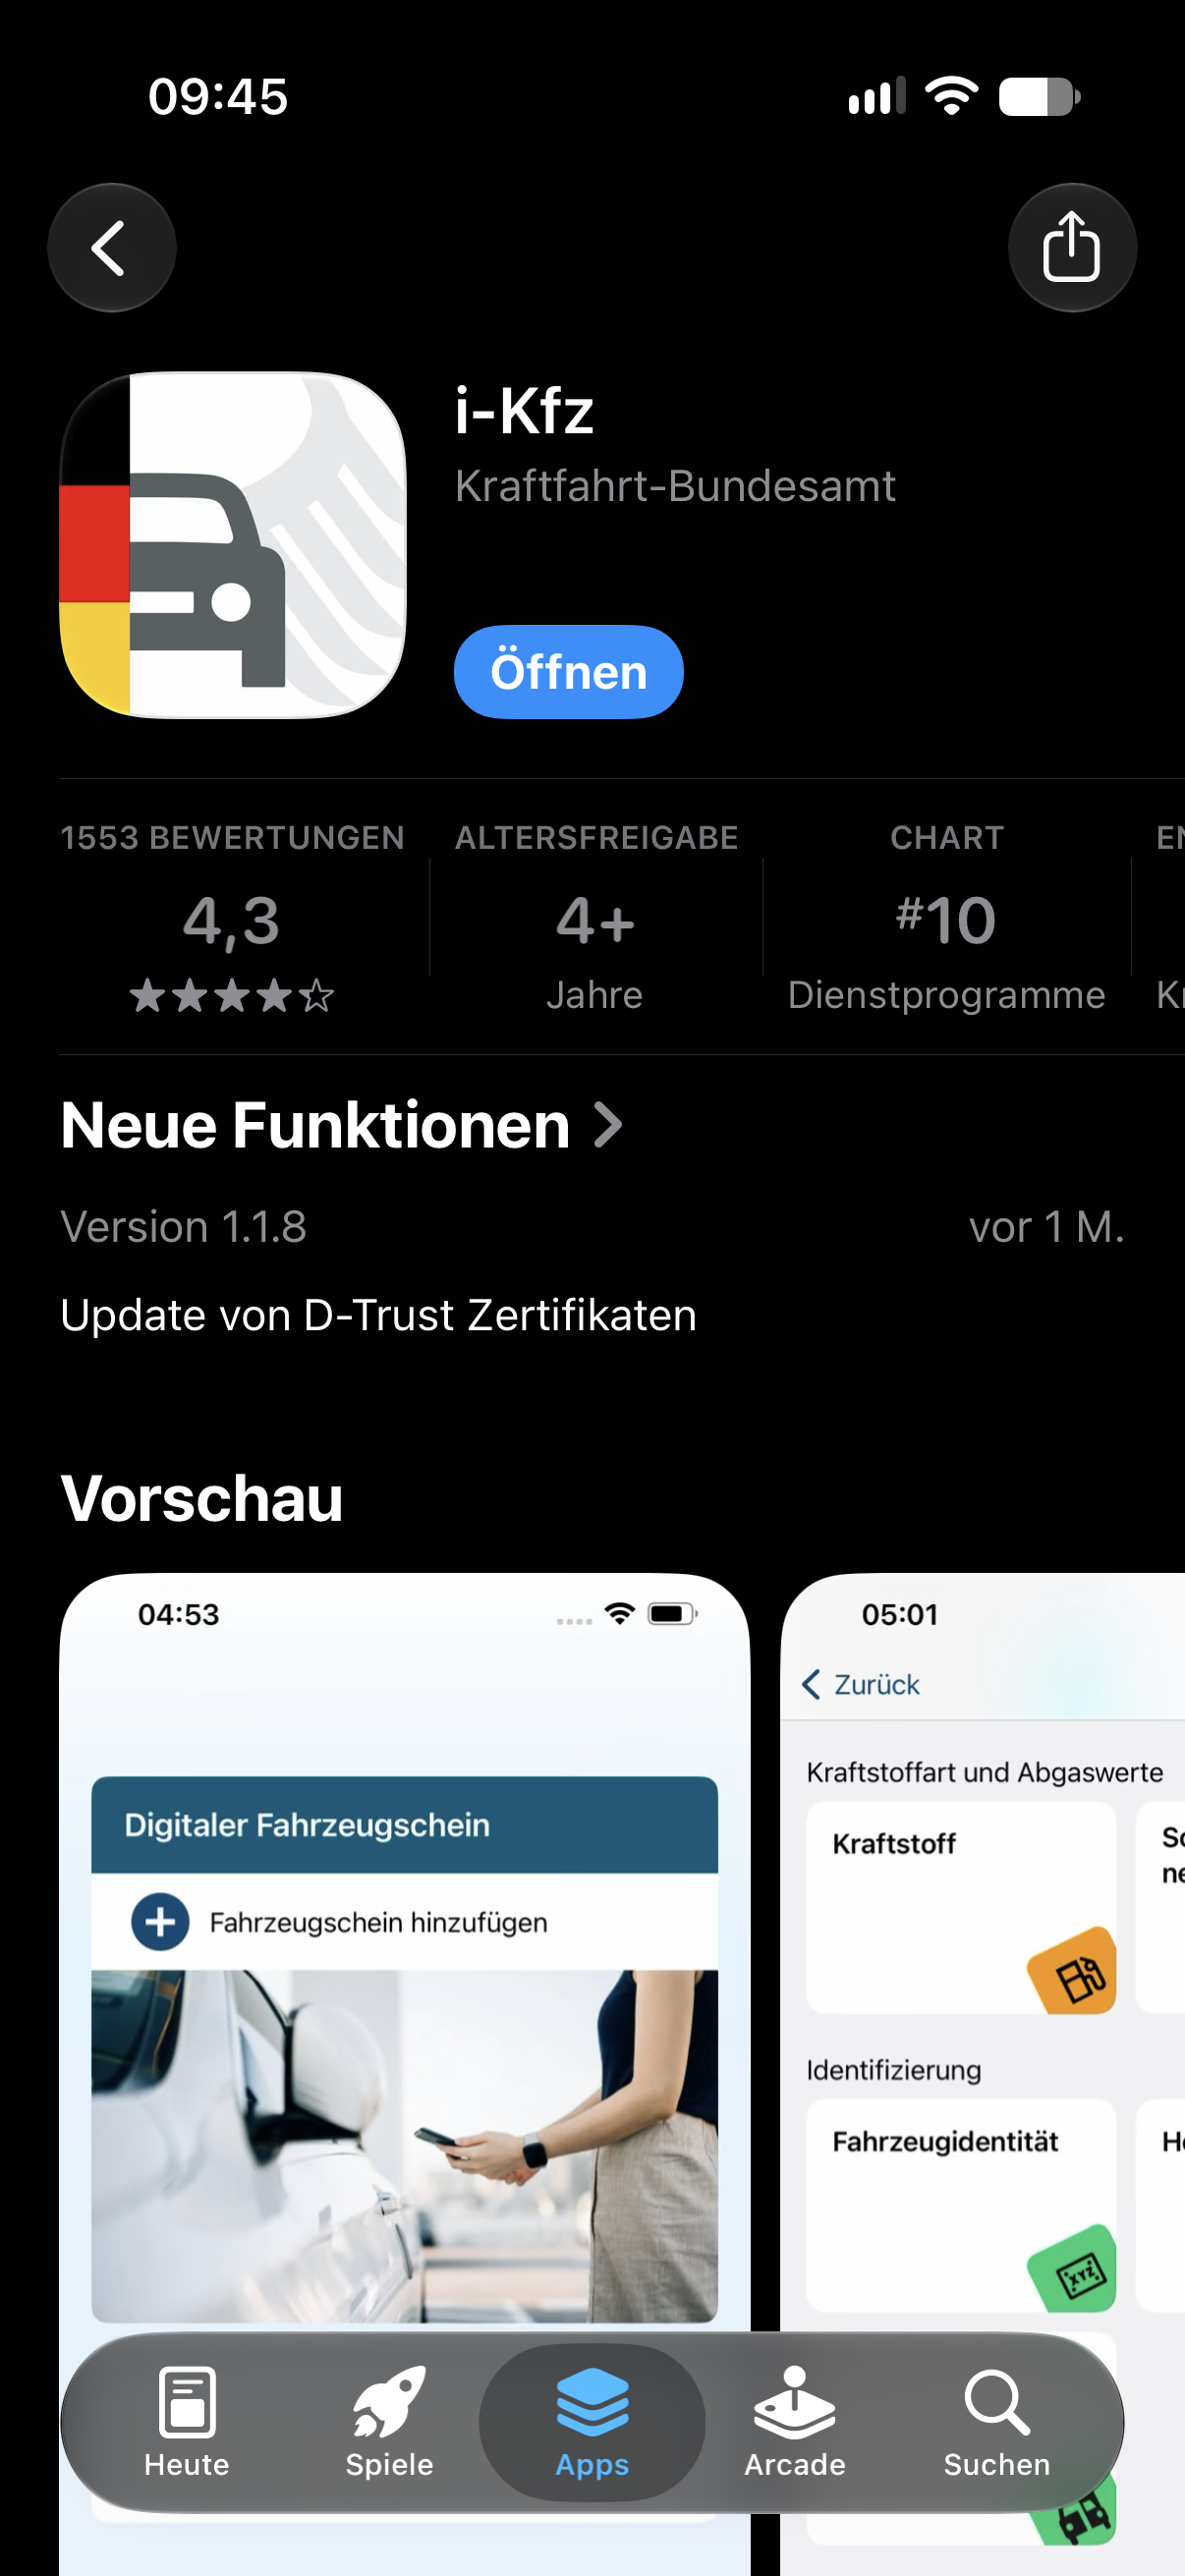 09:45
i-Kfz
Kraftfahrt-Bundesamt
Öffnen
1553 BEWERTUNGEN
4,3
ALTERSFREIGABE
4+
Jahre
CHART
#10
Dienstprogramme
Neue Funktionen
Version 1.1.8
vor 1 M.
Update von D-Trust Zertifikaten
Vorschau
04:53
Digitaler Fahrzeugschein
Fahrzeugschein hinzufügen
05:01
Zurück
Kraftstoffart und Abgaswerte
Kraftstoff
Identifizierung
Fahrzeugidentität
XYZ
Heute
Spiele
Apps
Arcade
Suchen